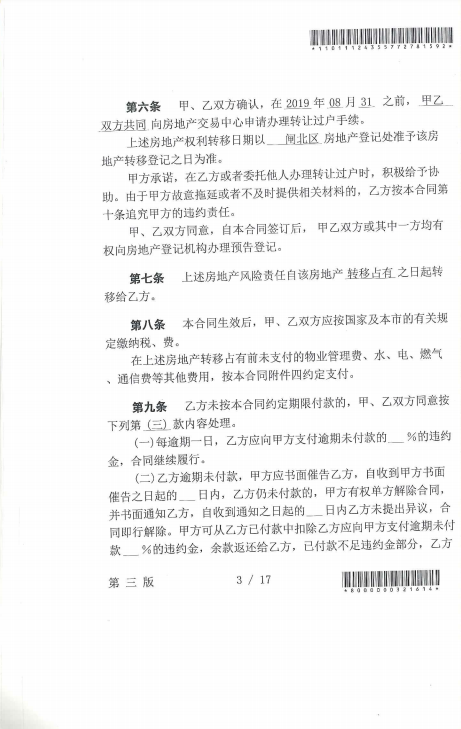 *11011124355772781592*
第六条 甲、乙双方确认，在 2019 年 08 月 31 之前， 甲乙
双方共同 向房地产交易中心申请办理转让过户手续。
上述房地产权利转移日期以 闸北区 房地产登记处准予该房
地产转移登记之日为准。
甲方承诺，在乙方或者委托他人办理转让过户时，积极给予协
助。由于甲方故意拖延或者不及时提供相关材料的，乙方按本合同第
十条追究甲方的违约责任。
甲、乙双方同意，自本合同签订后， 甲乙双方或其中一方均有
权向房地产登记机构办理预告登记。
第七条 上述房地产风险责任自该房地产 转移占有 之日起转
移给乙方。
第八条 本合同生效后，甲、乙双方应按国家及本市的有关规
定缴纳税、费。
在上述房地产转移占有前未支付的物业管理费、水、电、燃气
、通信费等其他费用，按本合同附件四约定支付。
第九条 乙方未按本合同约定期限付款的，甲、乙双方同意按
下列第 (三) 款内容处理。
(一)每逾期一日，乙方应向甲方支付逾期未付款的___%的违约
金，合同继续履行。
(二)乙方逾期未付款，甲方应书面催告乙方，自收到甲方书面
催告之日起的___日内，乙方仍未付款的，甲方有权单方解除合同，
并书面通知乙方，自收到通知之日起的___日内乙方未提出异议，合
同即行解除。甲方可从乙方已付款中扣除乙方应向甲方支付逾期未付
款___%的违约金，余款返还给乙方，已付款不足违约金部分，乙方
第 三 版 3 / 17
*80000000321614*